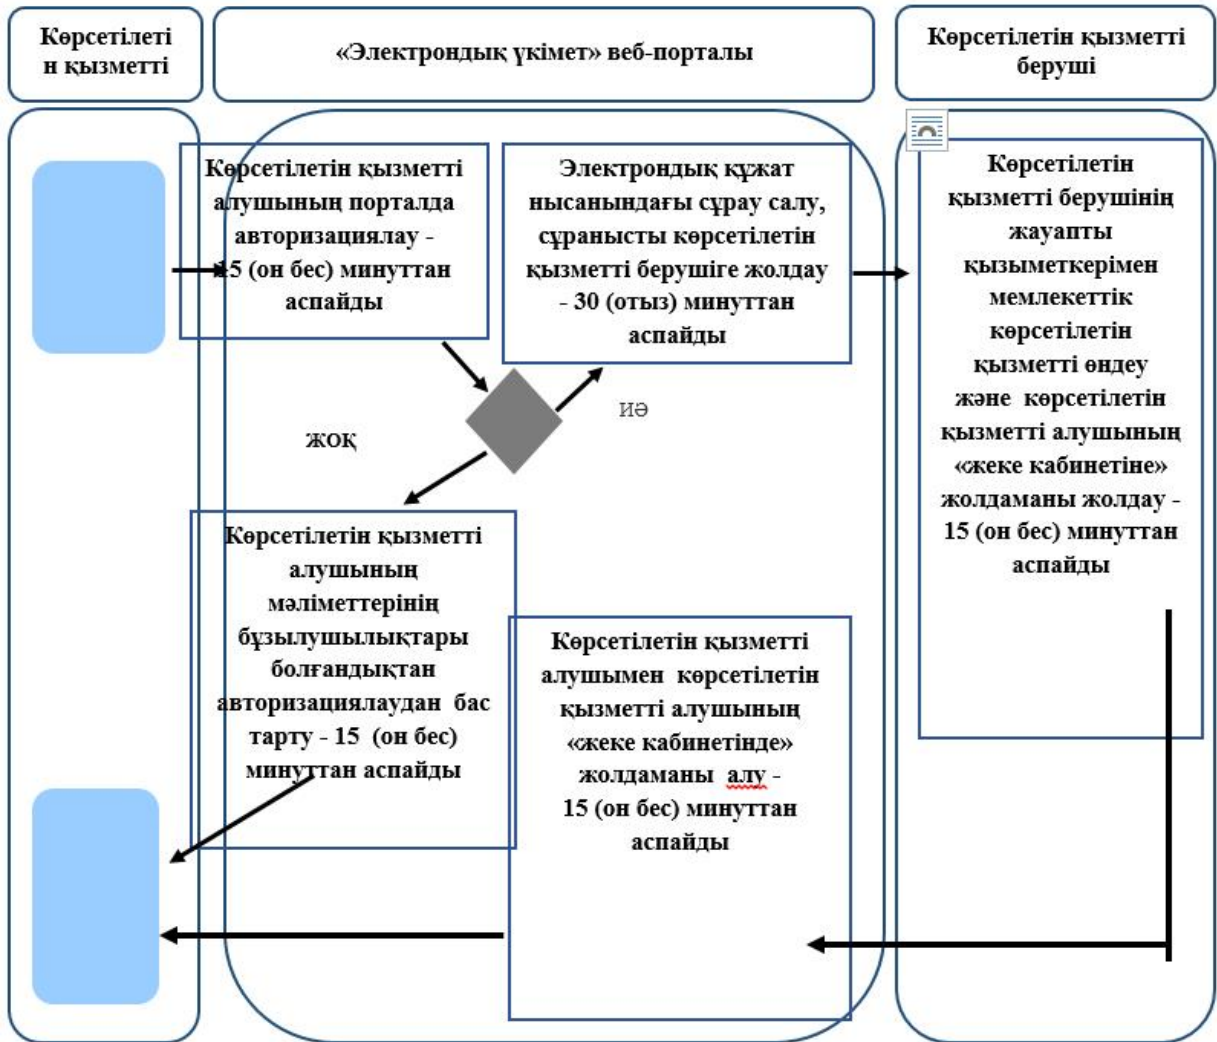 Көрсетілеті
н қызметті
«Электрондық үкімет» веб-порталы
Көрсетілетін қызметті
беруші
Көрсетілетін қызметті
алушының порталда
авторизациялау -
15 (он бес) минуттан
аспайды
Электрондық құжат
нысанындағы сұрау салу,
сұранысты көрсетілетін
қызметті берушіге жолдау
- 30 (отыз) минуттан
аспайды
Көрсетілетін
қызметті берушінің
жауапты
қызыметкерімен
мемлекеттік
көрсетілетін
қызметті өндеу
және көрсетілетін
қызметті алушының
«жеке кабинетіне»
жолдаманы жолдау -
15 (он бес) минуттан
аспайды
иә
жоқ
Көрсетілетін қызметті
алушының
мәліметтерінің
бұзылушылықтары
болғандықтан
авторизациялаудан бас
тарту - 15 (он бес)
минуттан аспайды
Көрсетілетін қызметті
алушымен көрсетілетін
қызметті алушының
«жеке кабинетінде»
жолдаманы алу -
15 (он бес) минуттан
аспайды